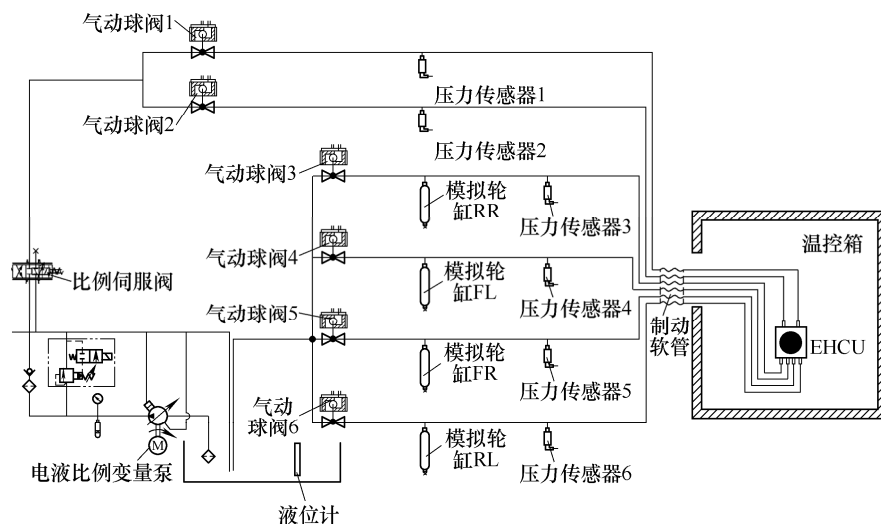 气动球阀1
压力传感器1
气动球阀2
压力传感器2
气动球阀3
模拟轮
缸RR
压力传感器3
温控箱
气动球阀4
模拟轮
缸FL
压力传感器4
比例伺服阀
气动球阀5
制动
软管
EHCU
模拟轮
缸FR
压力传感器5
气动
球阀6
M
模拟轮
缸RL
压力传感器6
电液比例变量泵
液位计